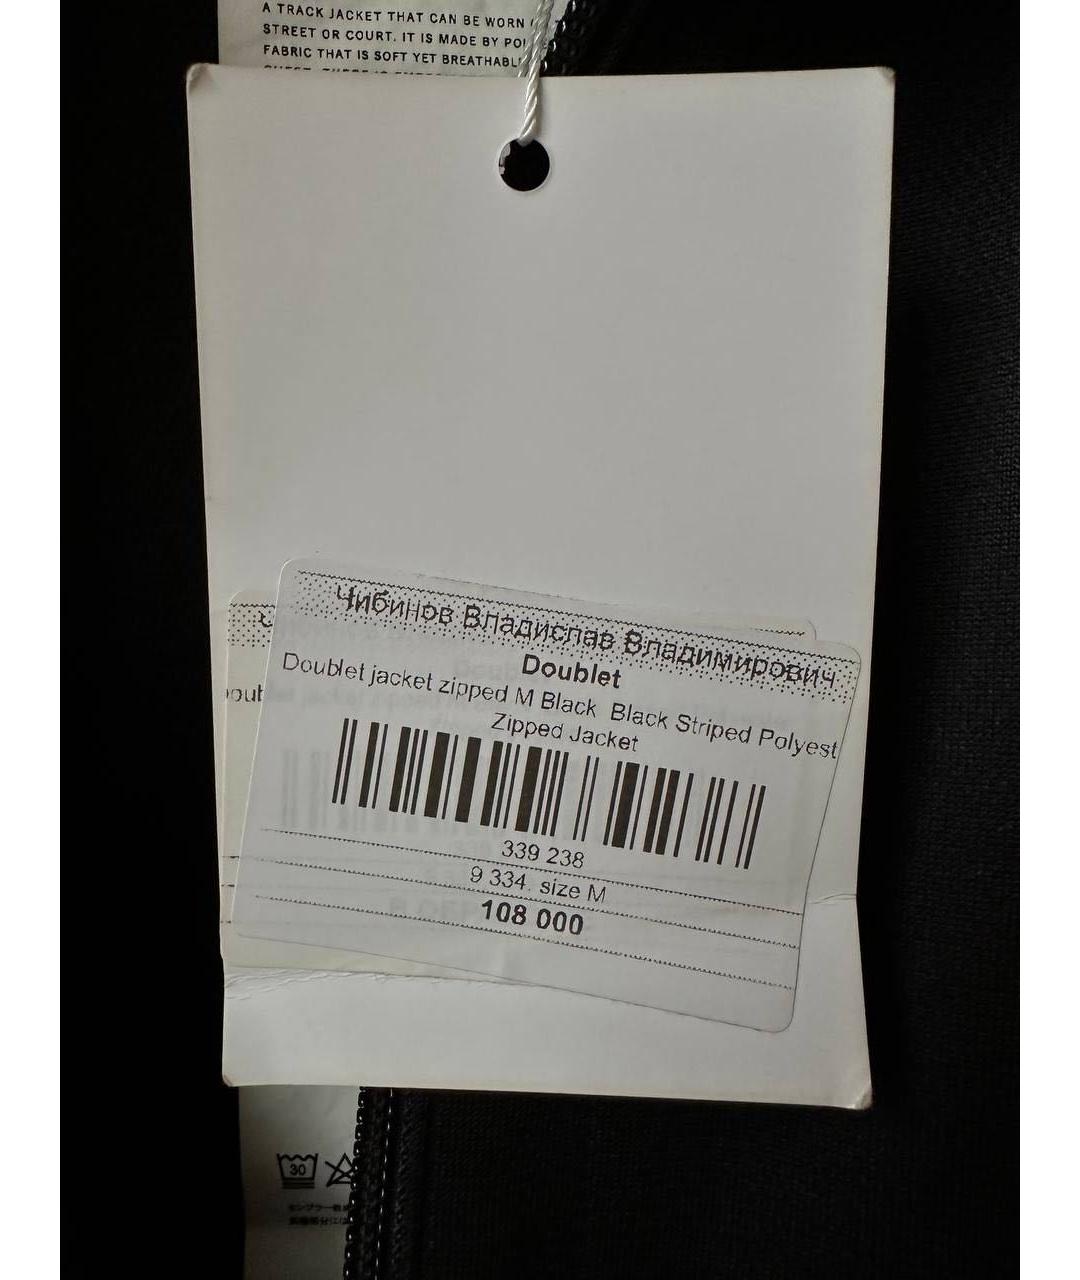 A TRACK JACKET THAT CAN BE WORN
STREET OR COURT. IT IS MADE BY
FABRIC THAT IS SOFT YET BREATHABL
Чибинов Владислав Владимирович
Doublet
Doublet jacket zipped M Black Black Striped Polyest
Zipped Jacket
339 238
9 334. size M
108 000
30